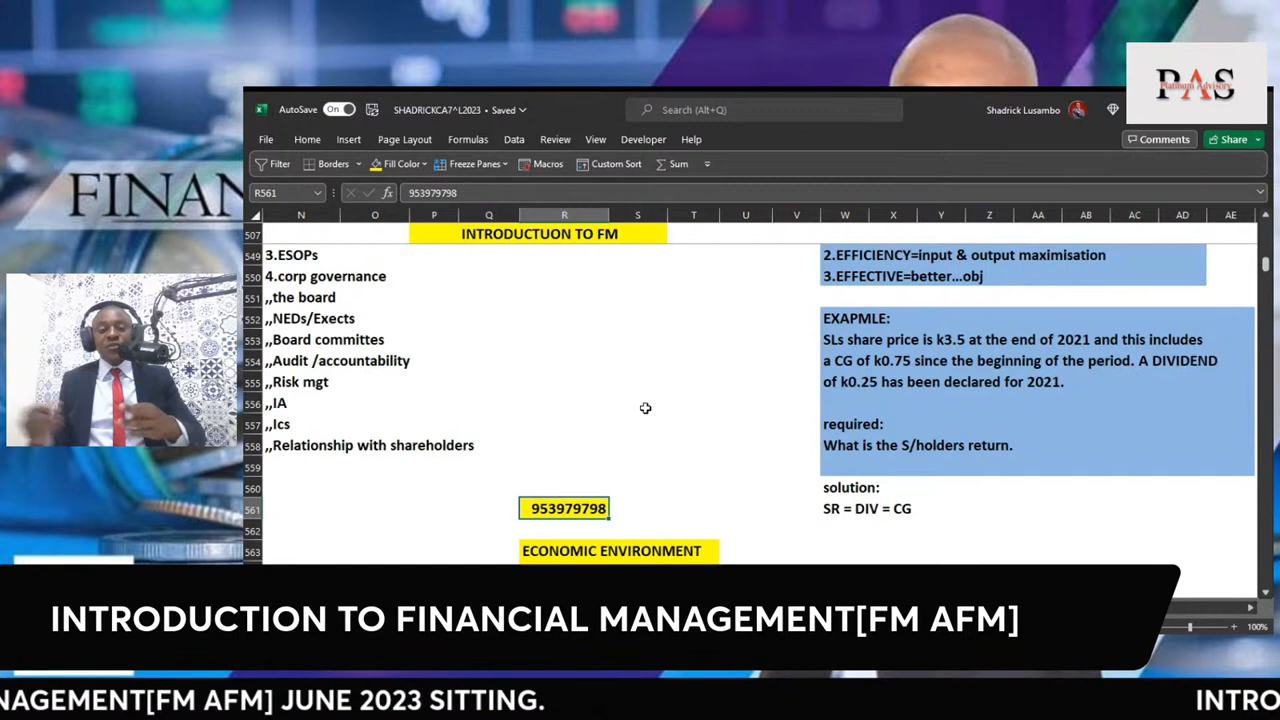 FINAN
PAS
Platinum Advisory
AutoSave On SHADRICKCA7^L2023 • Saved Search (Alt+Q) Shadrick Lusambo
File Home Insert Page Layout Formulas Data Review View Developer Help Comments Share
Filter Borders Fill Color Freeze Panes Macros Custom Sort Sum
R561 fx 953979798
N O P Q R S T U V W X Y Z AA AB AC AD AE
507 INTRODUCTUON TO FM
549 3.ESOPs 2.EFFICIENCY=input & output maximisation
550 4.corp governance 3.EFFECTIVE=better...obj
551 ,,the board
552 ,,NEDs/Exects EXAPMLE:
553 ,,Board committes SLs share price is k3.5 at the end of 2021 and this includes
554 ,,Audit /accountability a CG of k0.75 since the beginning of the period. A DIVIDEND
555 ,,Risk mgt of k0.25 has been declared for 2021.
556 ,,IA
557 ,,Ics required:
558 ,,Relationship with shareholders What is the S/holders return.
559
560 solution:
561 953979798 SR = DIV = CG
562
563 ECONOMIC ENVIRONMENT
100%
INTRODUCTION TO FINANCIAL MANAGEMENT[FM AFM]
NAGEMENT[FM AFM] JUNE 2023 SITTING. INTRO